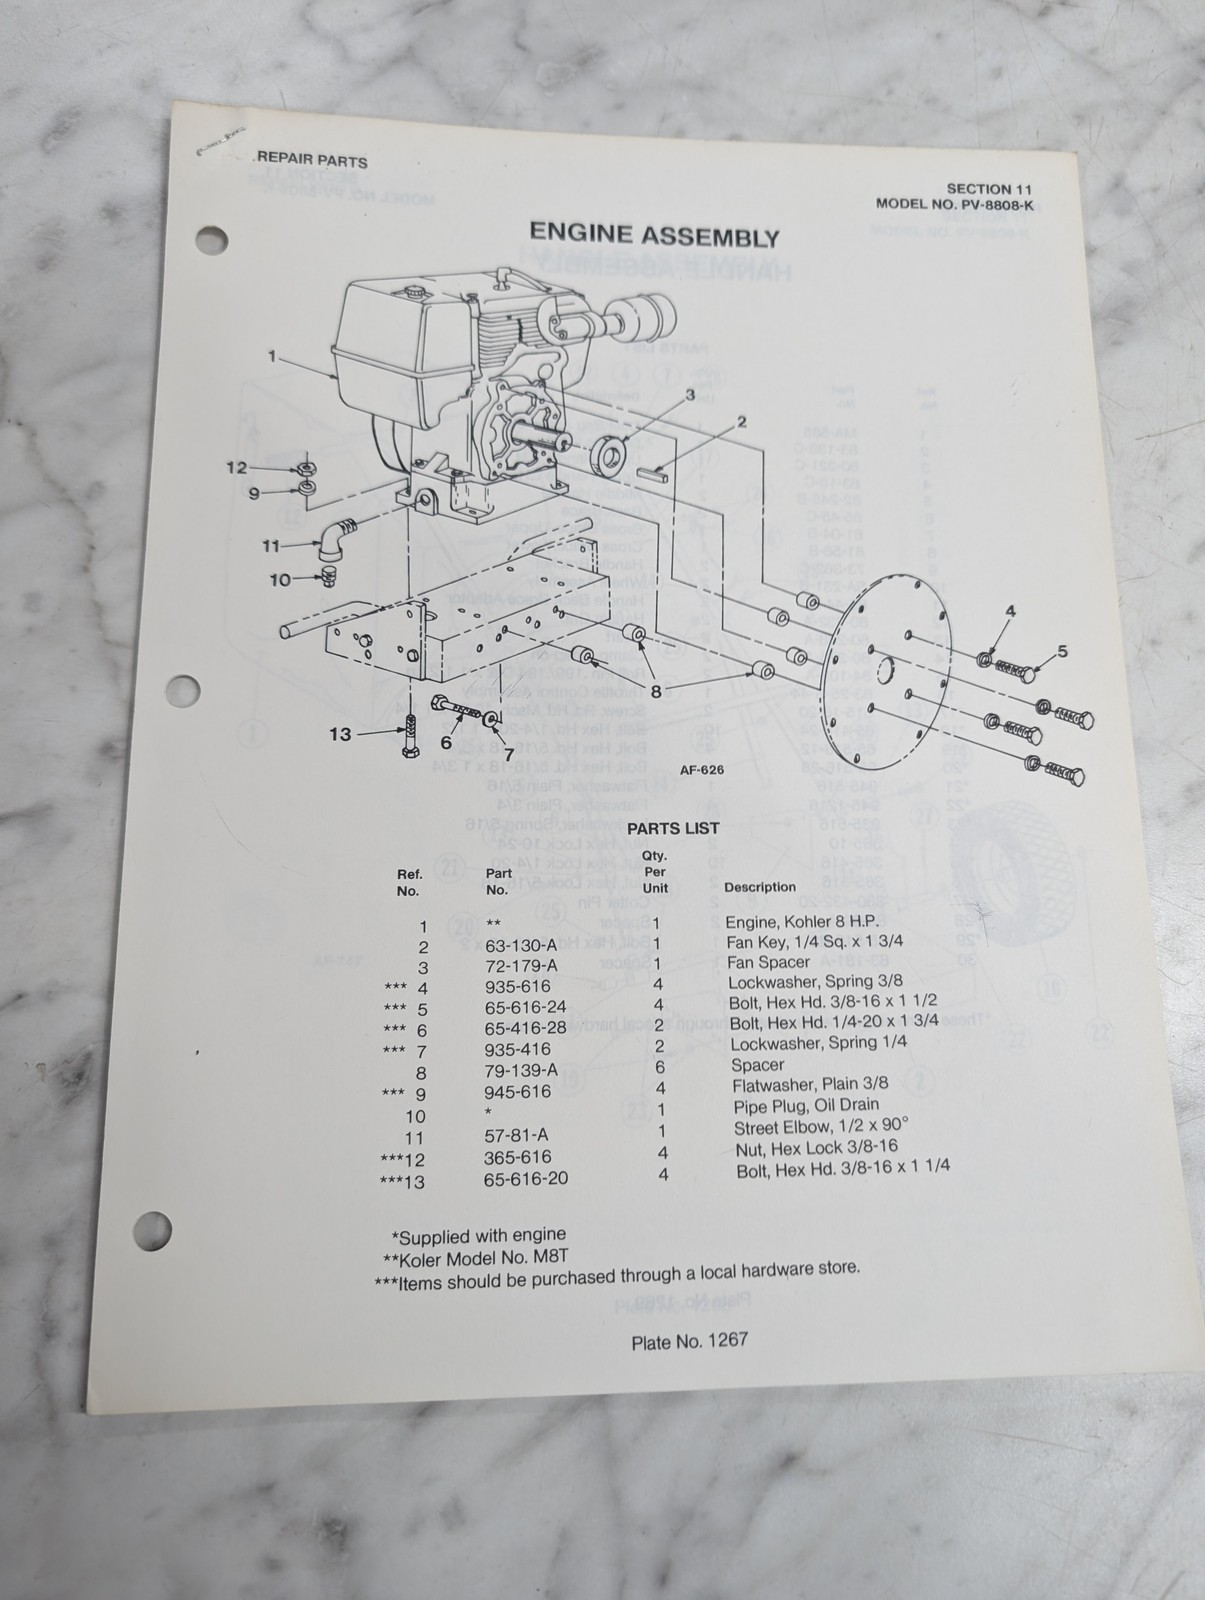 REPAIR PARTS
SECTION 11
MODEL NO. PV-8808-K
ENGINE ASSEMBLY
1
3
2
12
9
11
10
4
5
8
13
6
7
AF-626
PARTS LIST
Ref. No. Part No. Qty. Per Unit Description
1 ** 1 Engine, Kohler 8 H.P.
2 63-130-A 1 Fan Key, 1/4 Sq. x 1 3/4
3 72-179-A 1 Fan Spacer
*** 4 935-616 4 Lockwasher, Spring 3/8
*** 5 65-616-24 4 Bolt, Hex Hd. 3/8-16 x 1 1/2
*** 6 65-416-28 2 Bolt, Hex Hd. 1/4-20 x 1 3/4
*** 7 935-416 2 Lockwasher, Spring 1/4
8 79-139-A 6 Spacer
*** 9 945-616 4 Flatwasher, Plain 3/8
10 * 1 Pipe Plug, Oil Drain
11 57-81-A 1 Street Elbow, 1/2 x 90°
***12 365-616 4 Nut, Hex Lock 3/8-16
***13 65-616-20 4 Bolt, Hex Hd. 3/8-16 x 1 1/4
*Supplied with engine
**Koler Model No. M8T
***Items should be purchased through a local hardware store.
Plate No. 1267